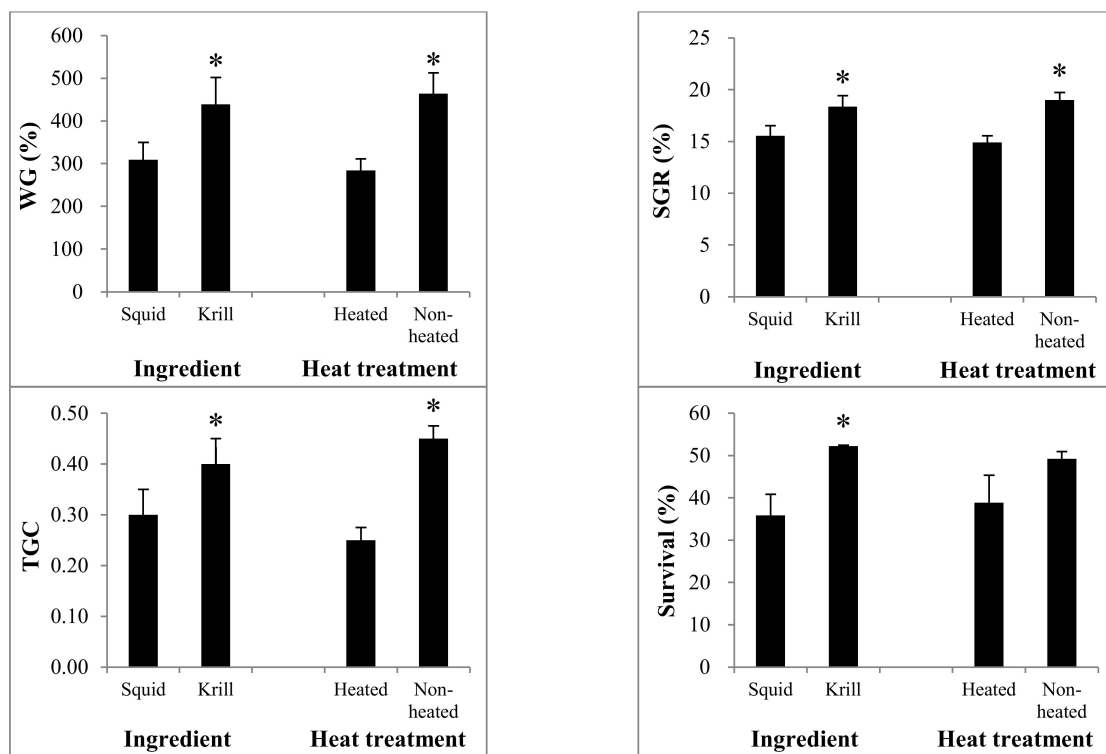 600
500
400
300
200
100
0
WG (%)
*
*
Squid Krill Heated Non-
heated
Ingredient Heat treatment
25
20
15
10
5
0
SGR (%)
*
*
Squid Krill Heated Non-
heated
Ingredient Heat treatment
0.50
0.40
0.30
0.20
0.10
0.00
TGC
*
*
Squid Krill Heated Non-
heated
Ingredient Heat treatment
60
50
40
30
20
10
0
Survival (%)
*
Squid Krill Heated Non-
heated
Ingredient Heat treatment